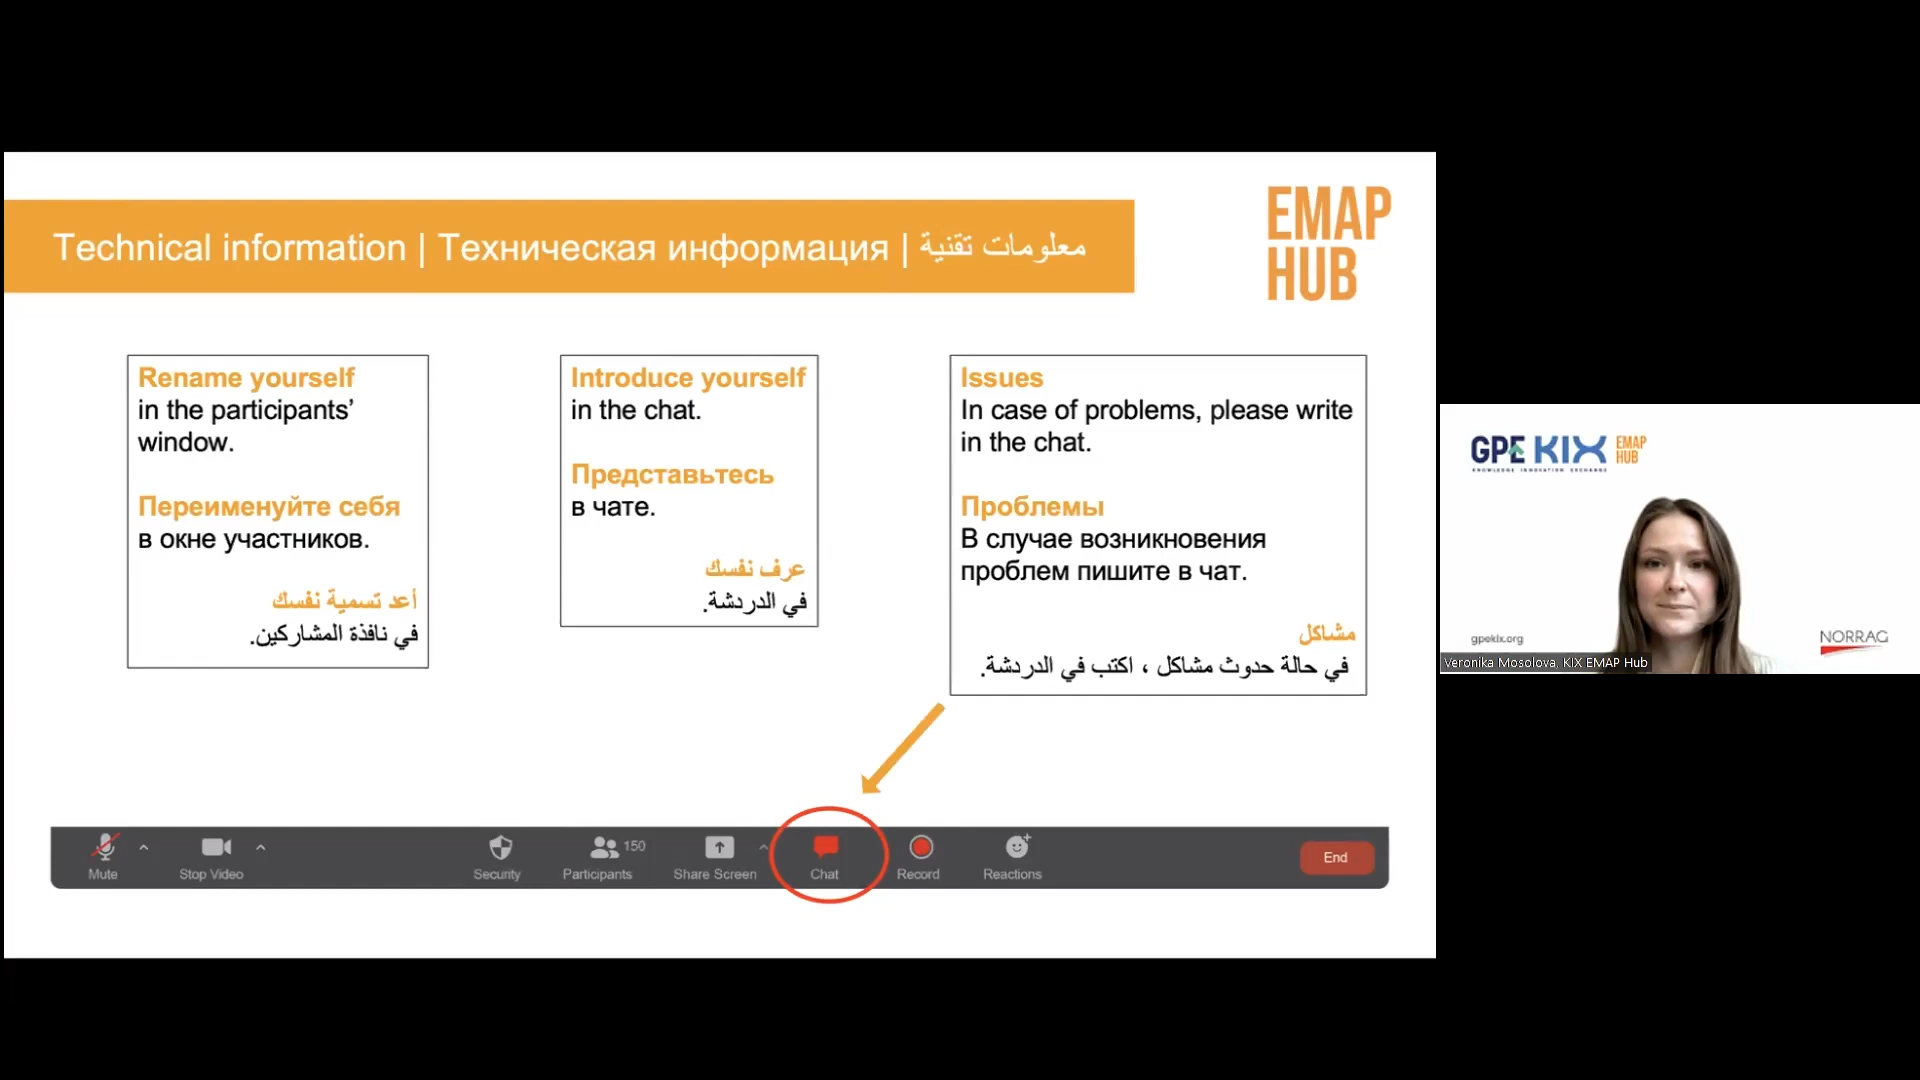 Technical information | Техническая информация | معلومات تقنية
EMAP
HUB
Rename yourself
in the participants’
window.
Переименуйте себя
в окне участников.
أعد تسمية نفسك
في نافذة المشاركين.
Introduce yourself
in the chat.
Представьтесь
в чате.
عرف نفسك
في الدردشة.
Issues
In case of problems, please write
in the chat.
Проблемы
В случае возникновения
проблем пишите в чат.
مشاكل
في حالة حدوث مشاكل ، اكتب في الدردشة.
Mute
Stop Video
Security
150
Participants
Share Screen
Chat
Record
Reactions
End
GPE KIX EMAP
HUB
KNOWLEDGE INNOVATION EXCHANGE
gpekix.org
NORRAG
Veronika Mosolova, KIX EMAP Hub